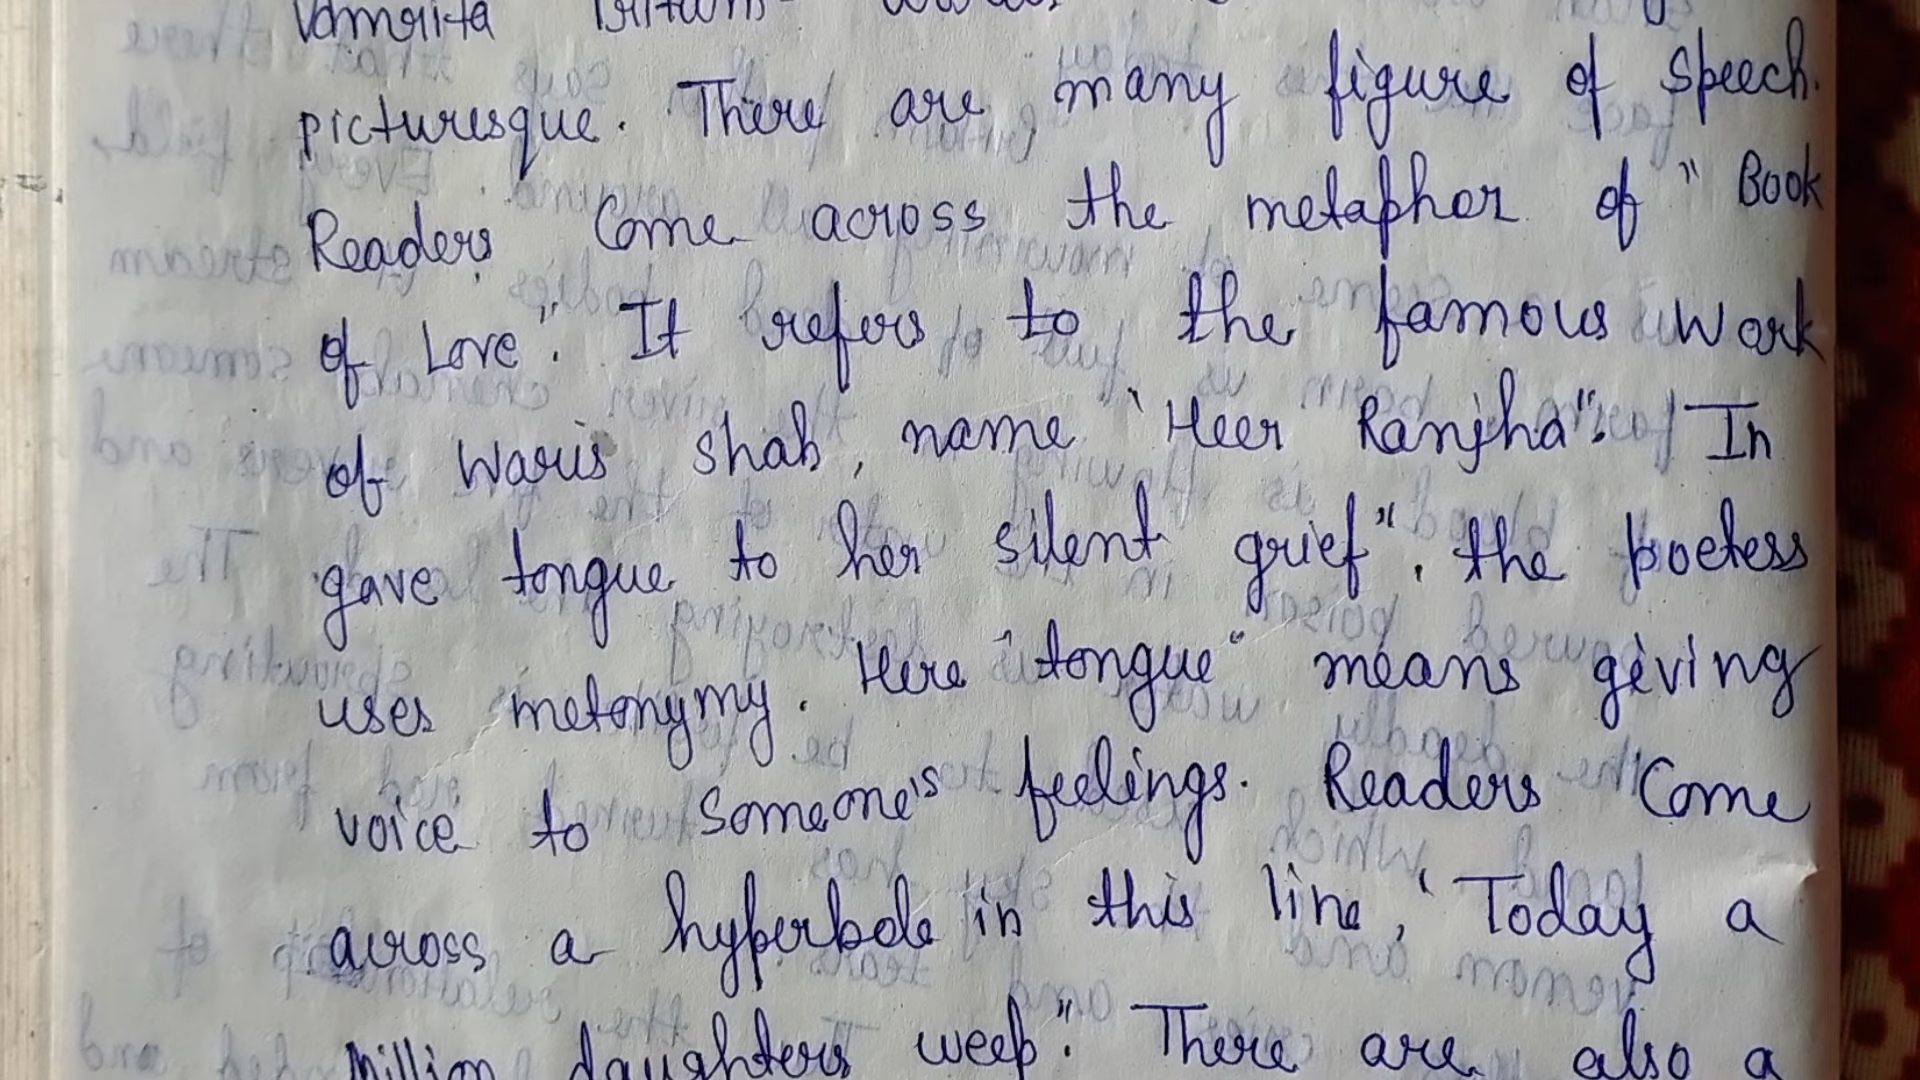 picturesque. There are many figure of speech.
Readers Come across the metaphor of "Book
of Love". It refers to the famous work
of Waris Shah, name "Heer Ranjha". In
gave tongue to her silent grief", the poetess
uses metonymy. Here "tongue" means giving
voice to someone's feelings. Readers Come
across a hyperbole in this line, "Today a
Million daughters weep". There are also a